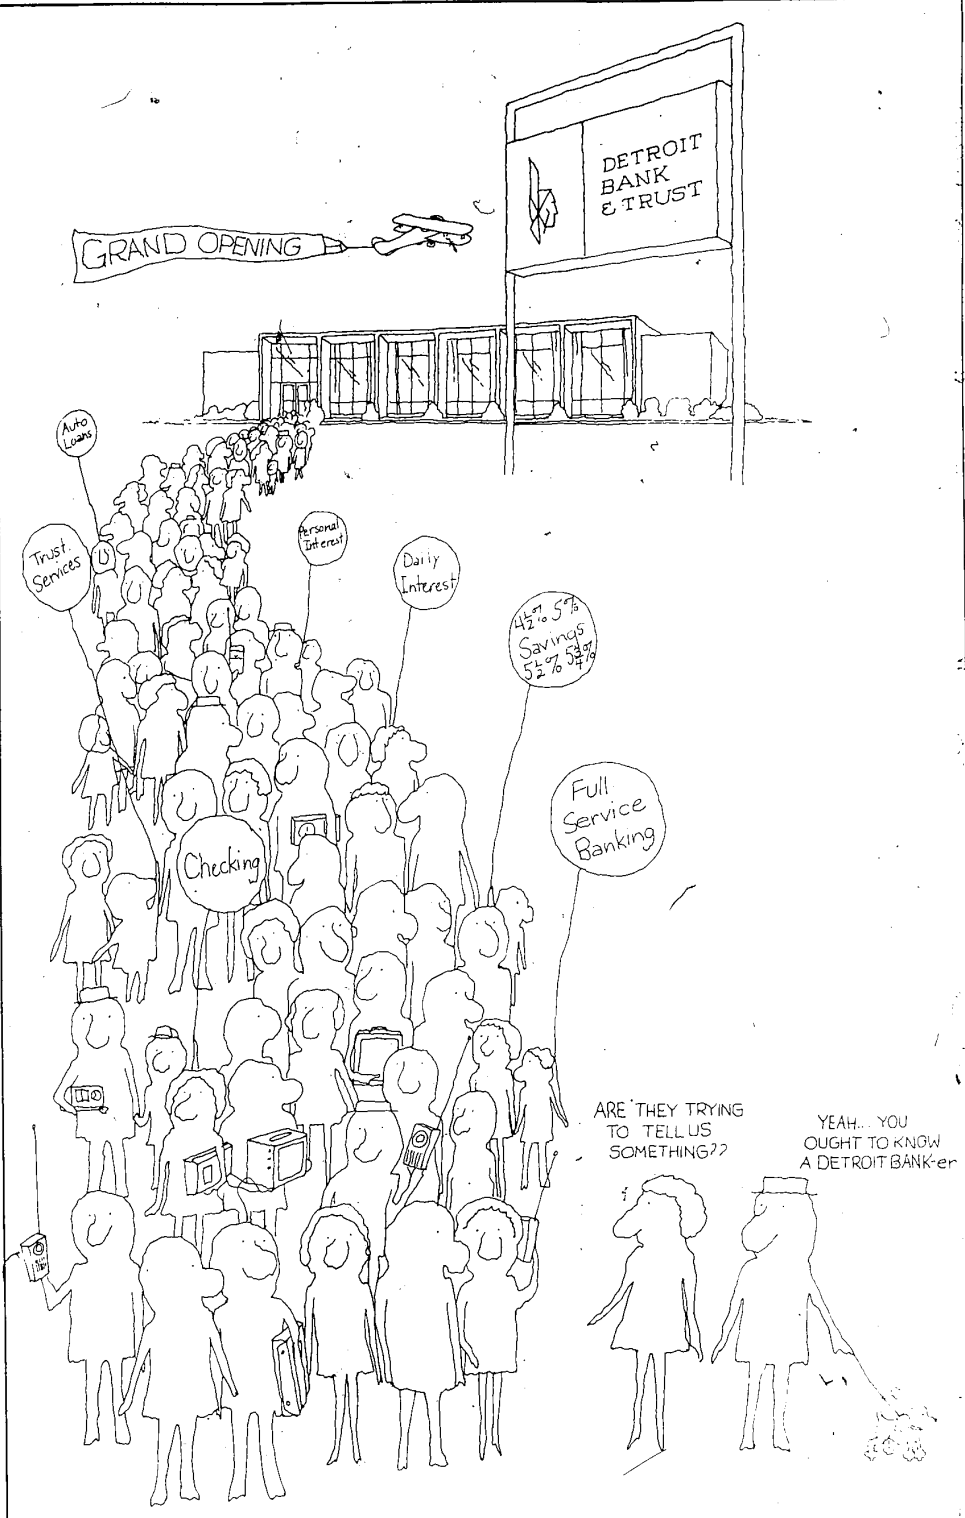 DETROIT
BANK
& TRUST
GRAND OPENING
Auto
Loans
Trust
Services
Personal
Interest
Daily
Interest
4½% 5%
Savings
5½% 5¾%
Full
Service
Banking
Checking
ARE THEY TRYING
TO TELL US
SOMETHING??
YEAH... YOU
OUGHT TO KNOW
A DETROIT BANK-er